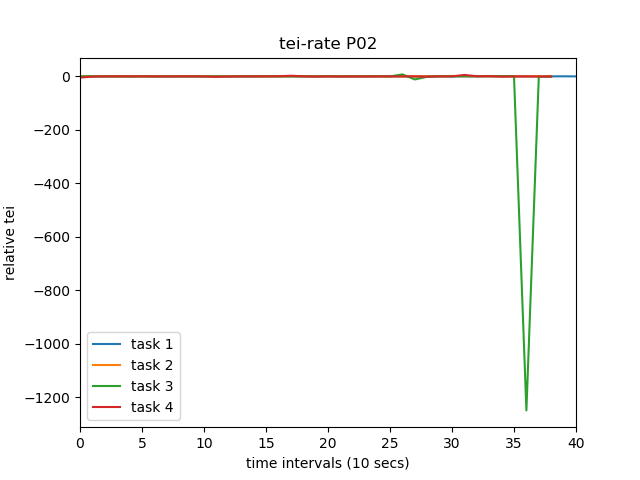 tei-rate P02
relative tei
0
−200
−400
−600
−800
−1000
−1200
task 1
task 2
task 3
task 4
0 5 10 15 20 25 30 35 40
time intervals (10 secs)